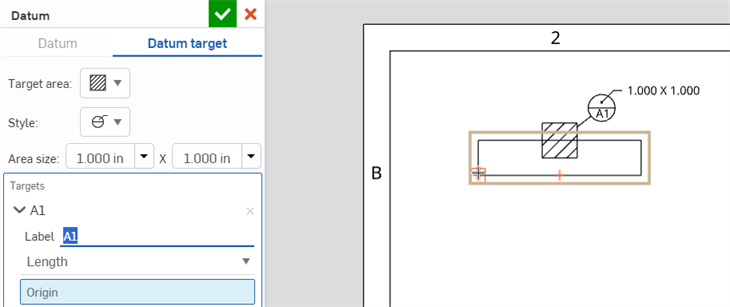 Datum
Datum
Datum target
Target area:
Style:
Area size: 1.000 in X 1.000 in
Targets
A1
Label A1
Length
Origin
2
1.000 X 1.000
A1
B